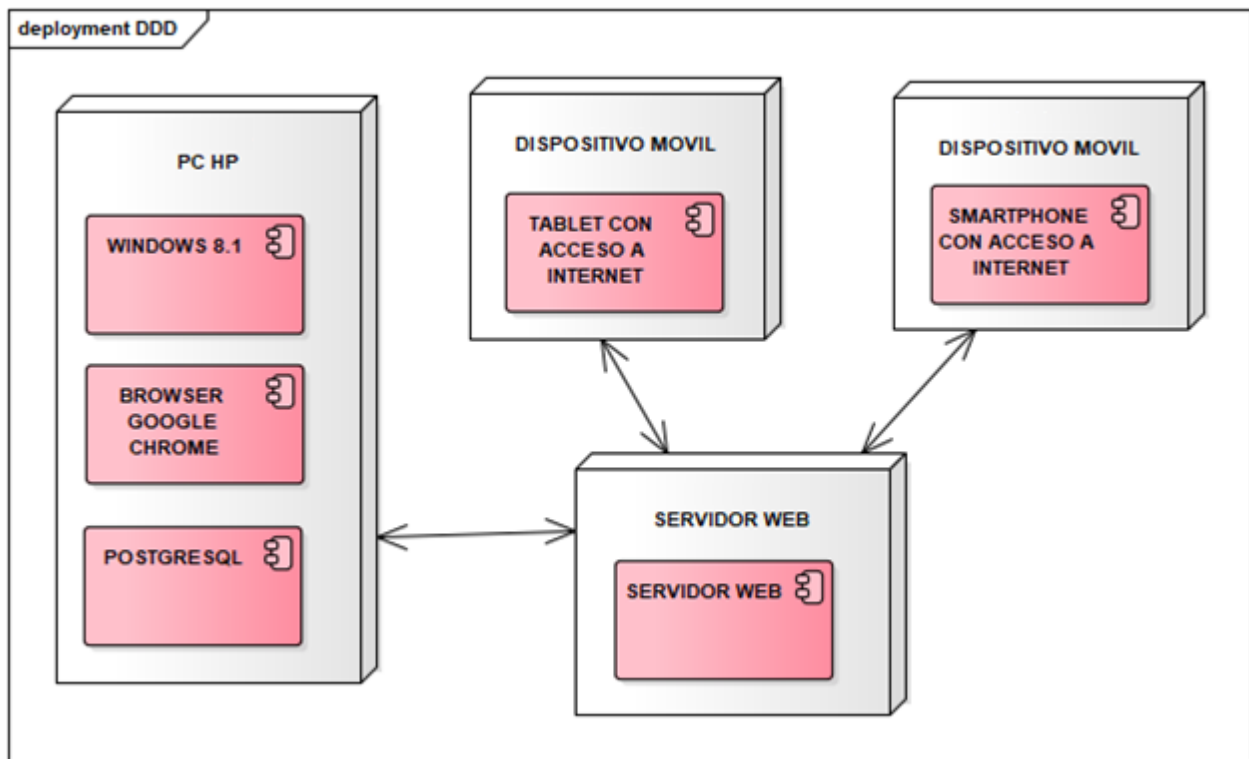 deployment DDD
PC HP
WINDOWS 8.1
BROWSER
GOOGLE
CHROME
POSTGRESQL
DISPOSITIVO MOVIL
TABLET CON
ACCESO A
INTERNET
DISPOSITIVO MOVIL
SMARTPHONE
CON ACCESO A
INTERNET
SERVIDOR WEB
SERVIDOR WEB